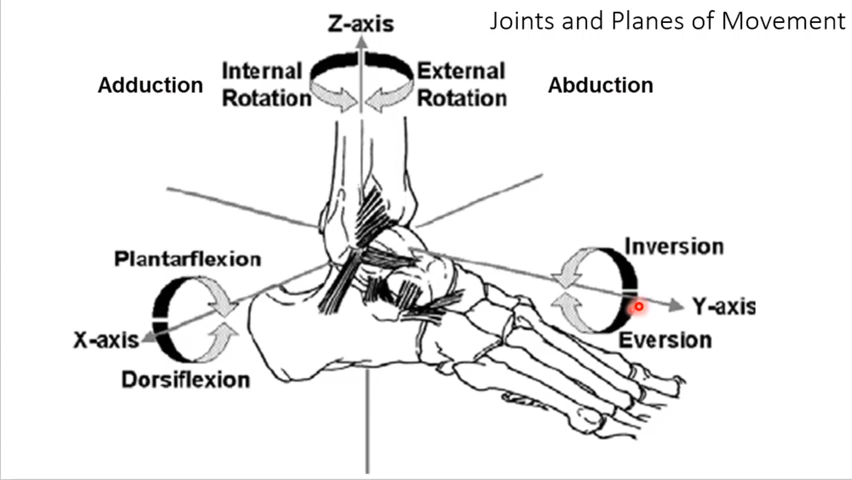 Joints and Planes of Movement
Z-axis
Adduction
Internal
Rotation
External
Rotation
Abduction
Plantarflexion
X-axis
Dorsiflexion
Inversion
Y-axis
Eversion